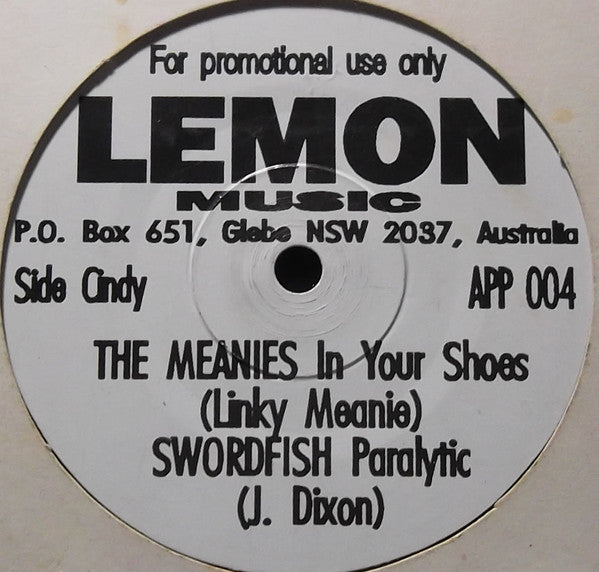 For promotional use only
LEMON
MUSIC
P.O. Box 651, Glebe NSW 2037, Australia
Side Cindy APP 004
THE MEANIES In Your Shoes
(Linky Meanie)
SWORDFISH Paralytic
(J. Dixon)